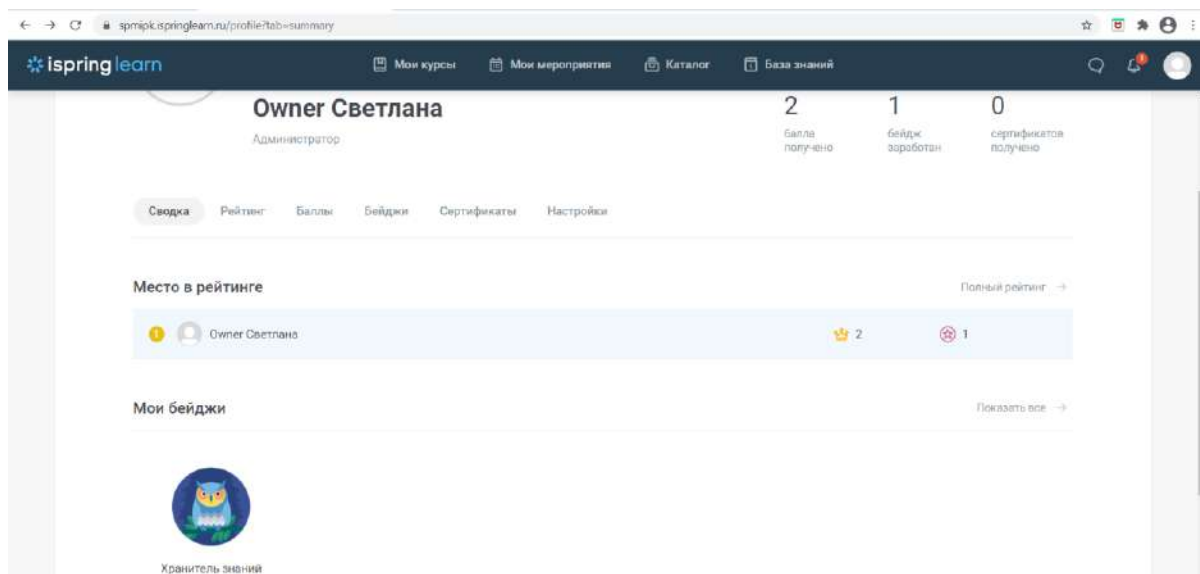 spmipk.ispringlearn.ru/profile?tab=summary
ispring learn
Мои курсы
Мои мероприятия
Каталог
База знаний
Owner Светлана
Администратор
2
балла
получено
1
бейдж
заработан
0
сертификатов
получено
Сводка
Рейтинг
Баллы
Бейджи
Сертификаты
Настройки
Место в рейтинге
Полный рейтинг →
1 Owner Светлана 2 1
Мои бейджи
Показать все →
Хранитель знаний